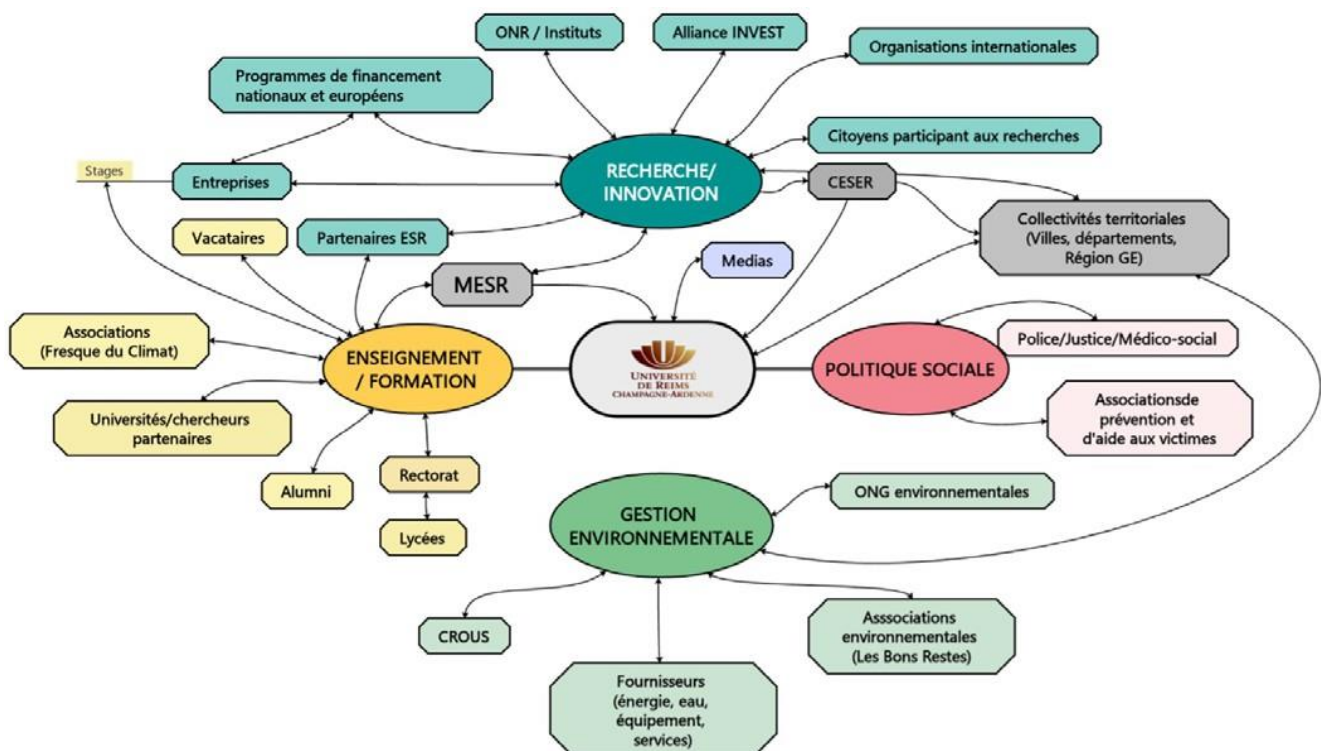 ONR / Instituts
Alliance INVEST
Organisations internationales
Programmes de financement
nationaux et européens
Citoyens participant aux recherches
RECHERCHE/
INNOVATION
Stages
Entreprises
CESER
Collectivités territoriales
(Villes, départements,
Région GE)
Vacataires
Partenaires ESR
Medias
MESR
Associations
(Fresque du Climat)
ENSEIGNEMENT
/ FORMATION
UNIVERSITÉ
DE REIMS
CHAMPAGNE-ARDENNE
POLITIQUE SOCIALE
Police/Justice/Médico-social
Universités/chercheurs
partenaires
Associationsde
prévention et
d'aide aux victimes
Alumni
Rectorat
Lycées
GESTION
ENVIRONNEMENTALE
ONG environnementales
CROUS
Asssociations
environnementales
(Les Bons Restes)
Fournisseurs
(énergie, eau,
équipement,
services)